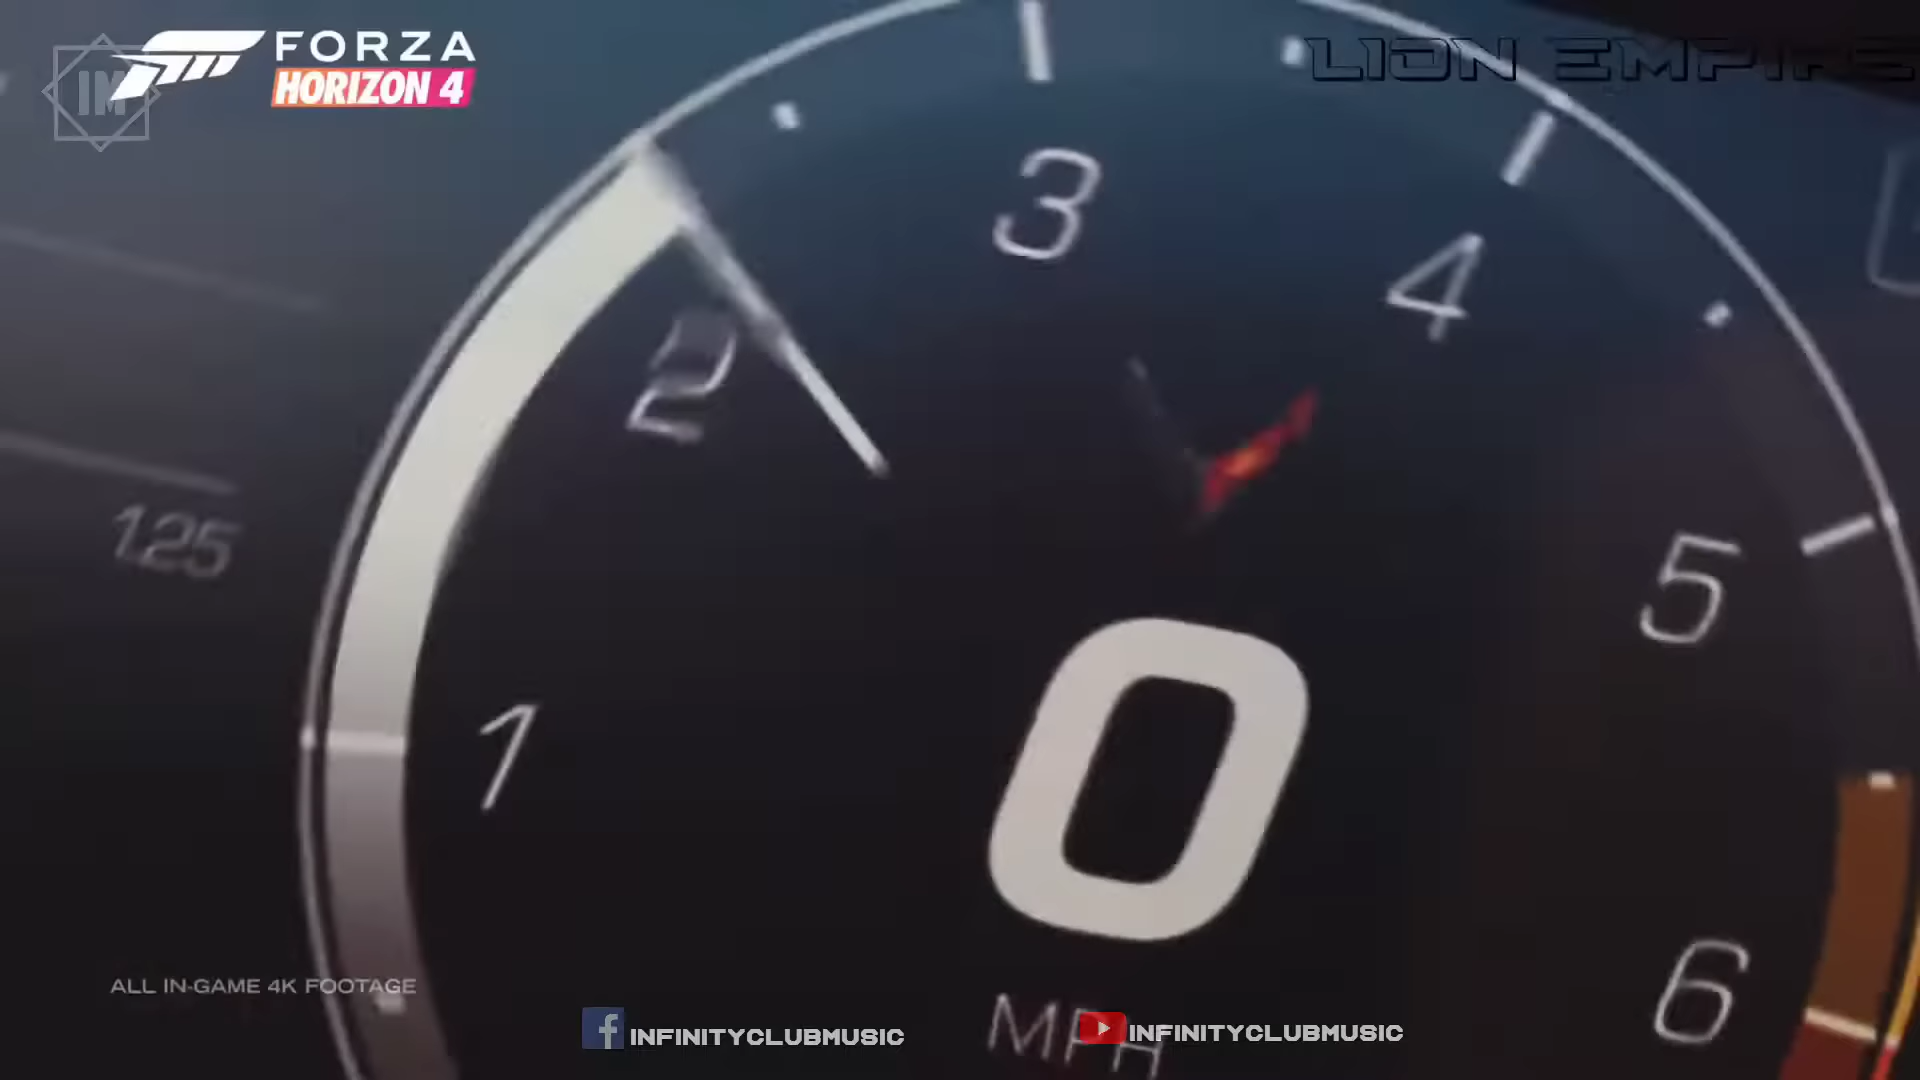 FORZA
HORIZON 4
IM
LION EMPIRE
3
4
2
125
5
1
0
6
MPH
ALL IN-GAME 4K FOOTAGE
INFINITYCLUBMUSIC
INFINITYCLUBMUSIC